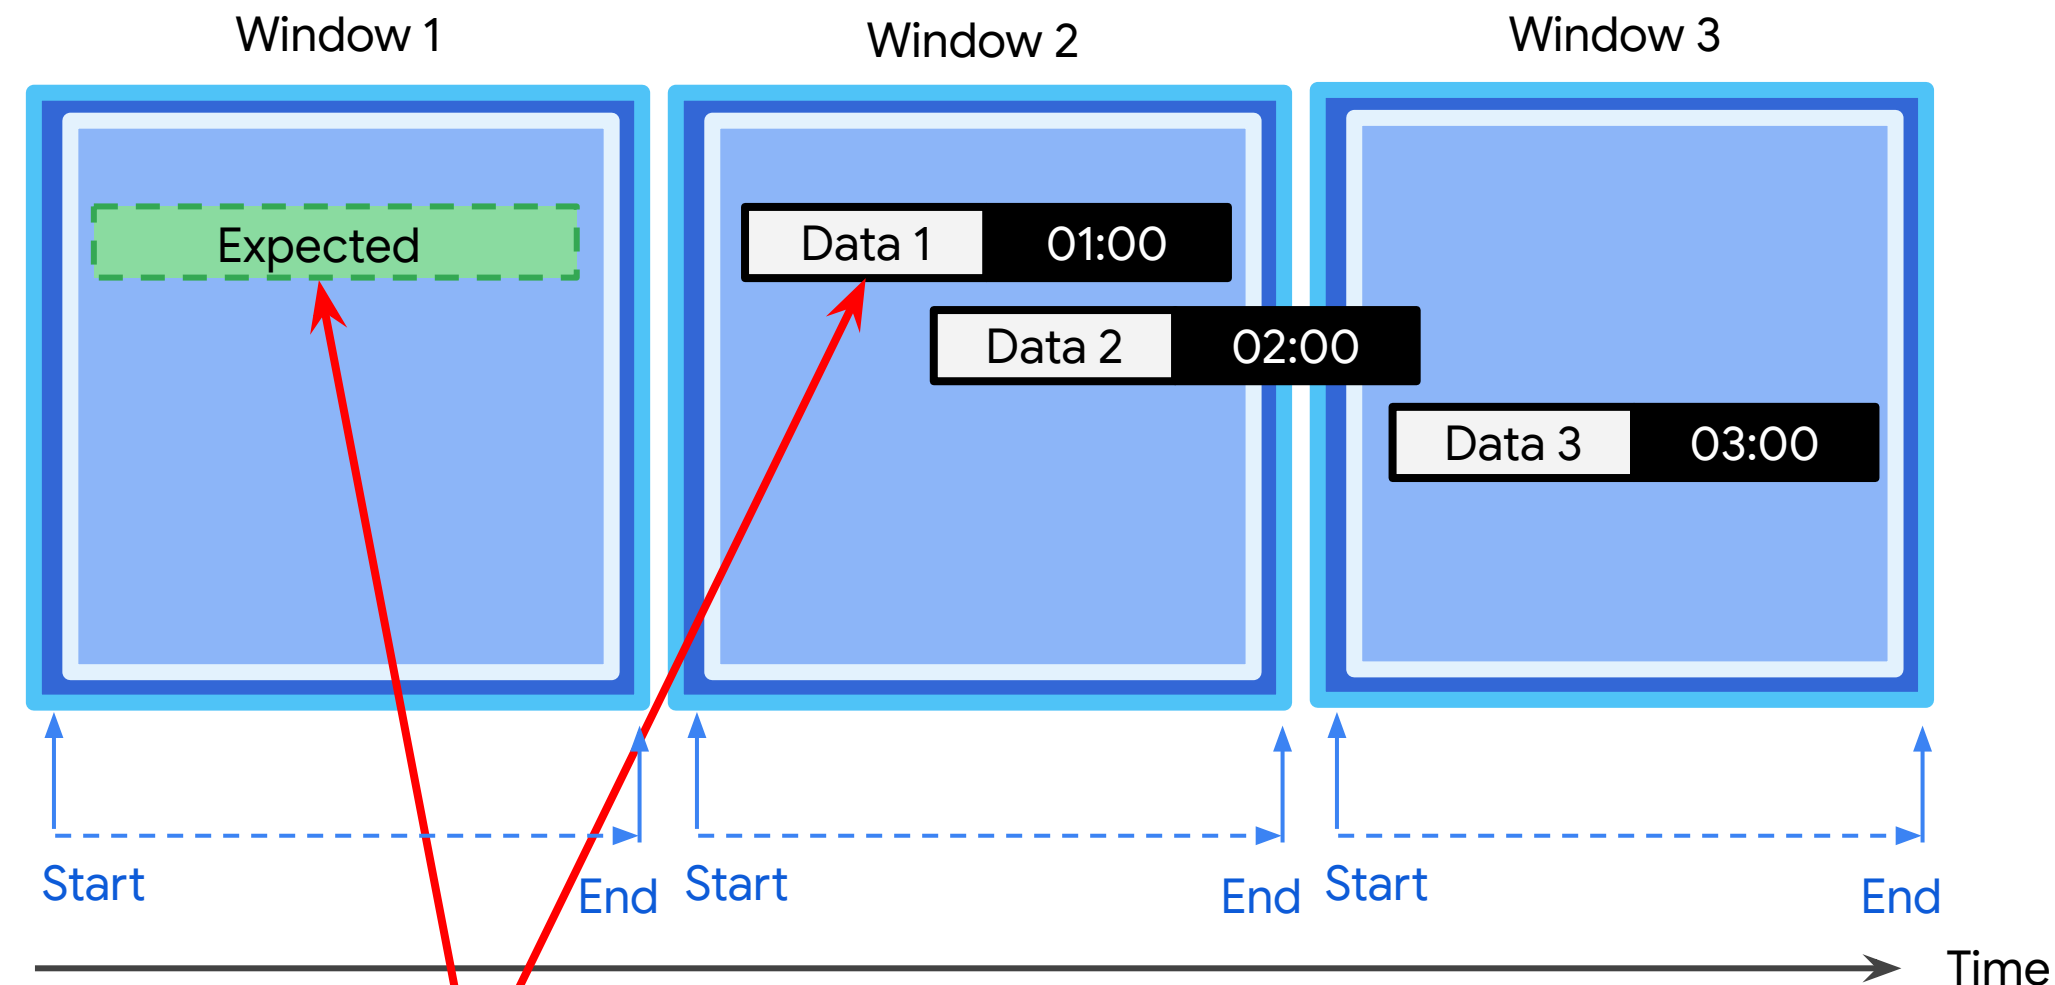 Window 1
Window 2
Window 3
Expected
Data 1 01:00
Data 2 02:00
Data 3 03:00
Start
End
Start
End
Start
End
Time